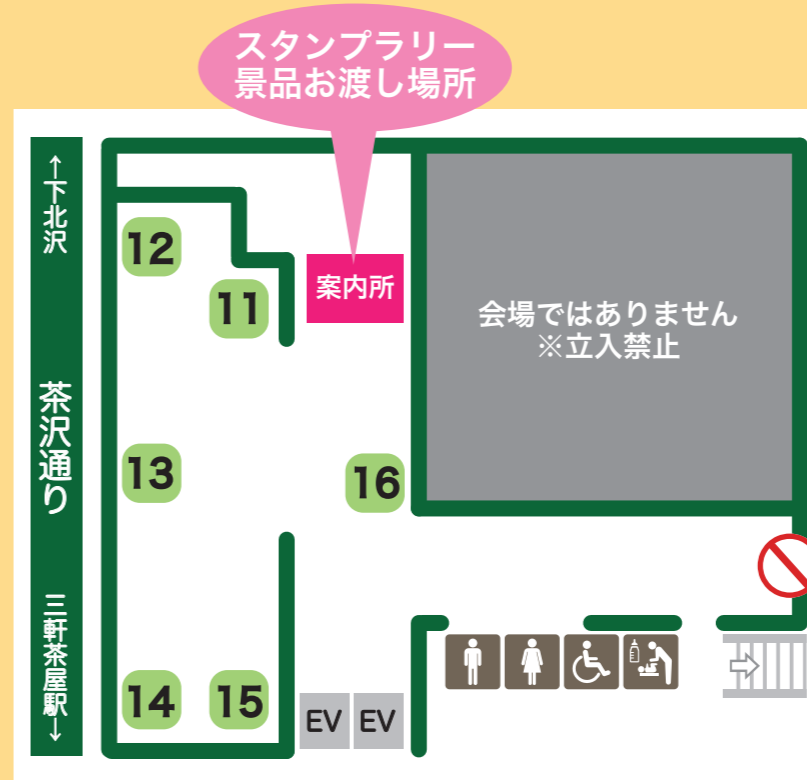 スタンプラリー
景品お渡し場所
↑下北沢
茶沢通り
三軒茶屋駅↓
12
11
案内所
会場ではありません
※立入禁止
13
16
14
15
EV
EV